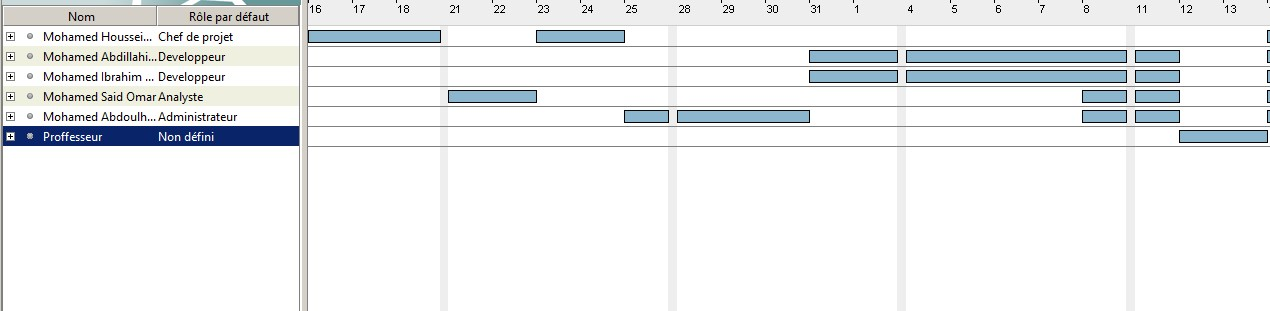 16 17 18 21 22 23 24 25 28 29 30 31 1 4 5 6 7 8 11 12 13
Nom Rôle par défaut
Mohamed Houssei... Chef de projet
Mohamed Abdillahi... Developpeur
Mohamed Ibrahim ... Developpeur
Mohamed Said Omar Analyste
Mohamed Abdoulh... Administrateur
Proffesseur Non défini